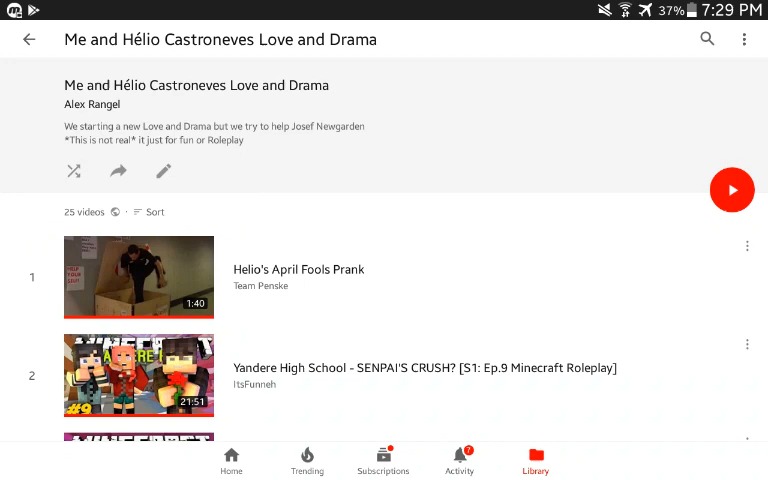 37% 7:29 PM
Me and Hélio Castroneves Love and Drama
Me and Hélio Castroneves Love and Drama
Alex Rangel
We starting a new Love and Drama but we try to help Josef Newgarden
*This is not real* it just for fun or Roleplay
25 videos · Sort
1
1:40
Helio's April Fools Prank
Team Penske
2
#9
21:51
Yandere High School - SENPAI'S CRUSH? [S1: Ep.9 Minecraft Roleplay]
ItsFunneh
Home
Trending
Subscriptions
7
Activity
Library